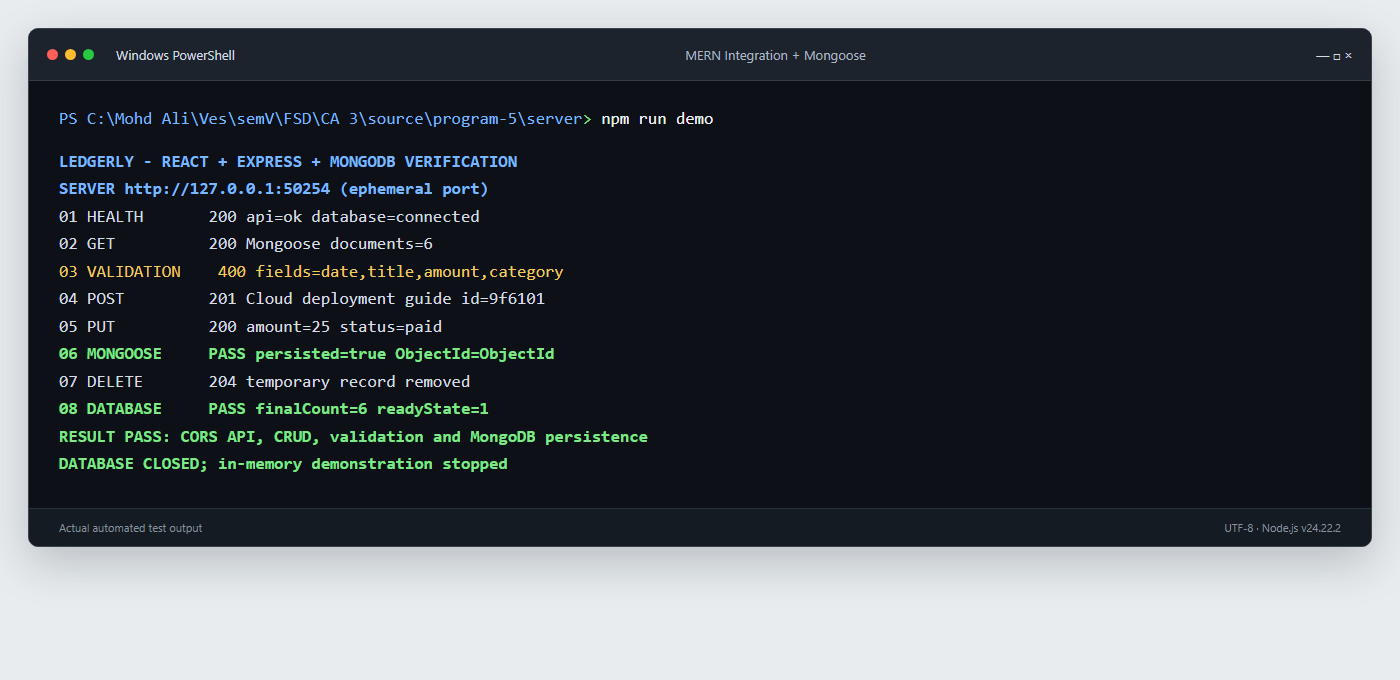 Windows PowerShell
MERN Integration + Mongoose
PS C:\Mohd Ali\Ves\semV\FSD\CA 3\source\program-5\server> npm run demo
LEDGERLY - REACT + EXPRESS + MONGODB VERIFICATION
SERVER http://127.0.0.1:50254 (ephemeral port)
01 HEALTH       200 api=ok database=connected
02 GET          200 Mongoose documents=6
03 VALIDATION    400 fields=date,title,amount,category
04 POST         201 Cloud deployment guide id=9f6101
05 PUT          200 amount=25 status=paid
06 MONGOOSE     PASS persisted=true ObjectId=ObjectId
07 DELETE       204 temporary record removed
08 DATABASE     PASS finalCount=6 readyState=1
RESULT PASS: CORS API, CRUD, validation and MongoDB persistence
DATABASE CLOSED; in-memory demonstration stopped
Actual automated test output
UTF-8 · Node.js v24.22.2